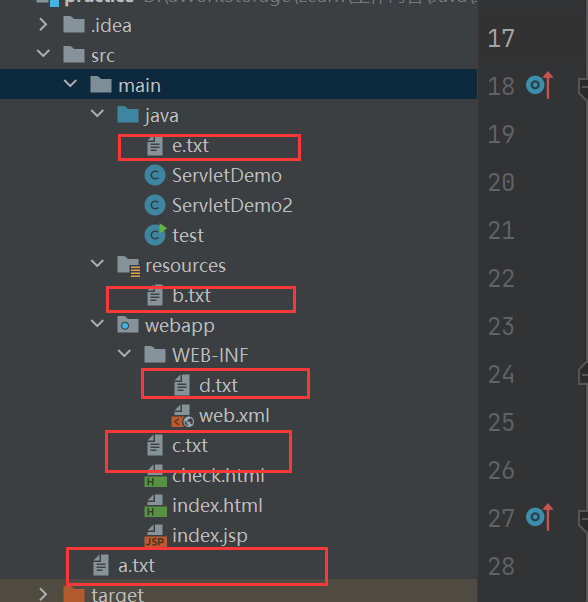 .idea
src
main
java
e.txt
ServletDemo
ServletDemo2
test
resources
b.txt
webapp
WEB-INF
d.txt
web.xml
c.txt
check.html
index.html
index.jsp
a.txt
target
17
18
19
20
21
22
23
24
25
26
27
28